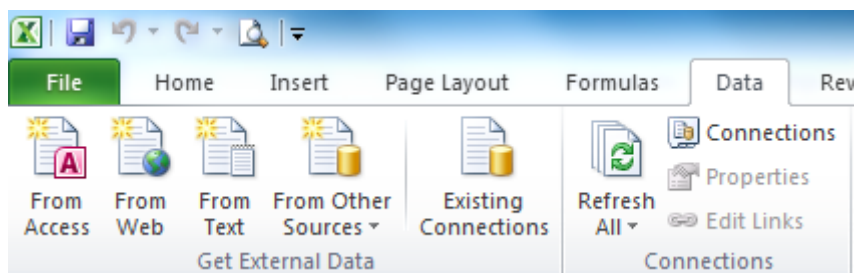 File Home Insert Page Layout Formulas Data Rev
From Access
From Web
From Text
From Other Sources
Existing Connections
Refresh All
Connections
Properties
Edit Links
Get External Data
Connections